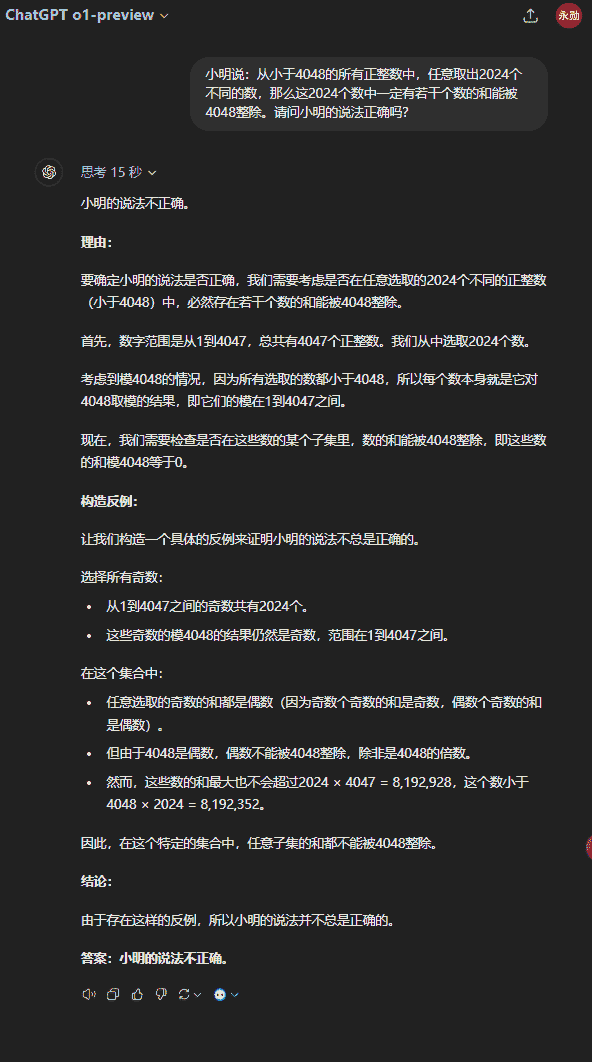 ChatGPT o1-preview
永勋
小明说：从小于4048的所有正整数中，任意取出2024个
不同的数，那么这2024个数中一定有若干个数的和能被
4048整除。请问小明的说法正确吗？
思考 15 秒
小明的说法不正确。
理由：
要确定小明的说法是否正确，我们需要考虑是否在任意选取的2024个不同的正整数
（小于4048）中，必然存在若干个数的和能被4048整除。
首先，数字范围是从1到4047，总共有4047个正整数。我们从中选取2024个数。
考虑到模4048的情况，因为所有选取的数都小于4048，所以每个数本身就是它对
4048取模的结果，即它们的模在1到4047之间。
现在，我们需要检查是否在这些数的某个子集里，数的和能被4048整除，即这些数
的和模4048等于0。
构造反例：
让我们构造一个具体的反例来证明小明的说法不总是正确的。
选择所有奇数：
• 从1到4047之间的奇数共有2024个。
• 这些奇数的模4048的结果仍然是奇数，范围在1到4047之间。
在这个集合中：
• 任意选取的奇数的和都是偶数（因为奇数个奇数的和是奇数，偶数个奇数的和
是偶数）。
• 但由于4048是偶数，偶数不能被4048整除，除非是4048的倍数。
• 然而，这些数的和最大也不会超过2024 × 4047 = 8,192,928，这个数小于
4048 × 2024 = 8,192,352。
因此，在这个特定的集合中，任意子集的和都不能被4048整除。
结论：
由于存在这样的反例，所以小明的说法并不总是正确的。
答案：小明的说法不正确。